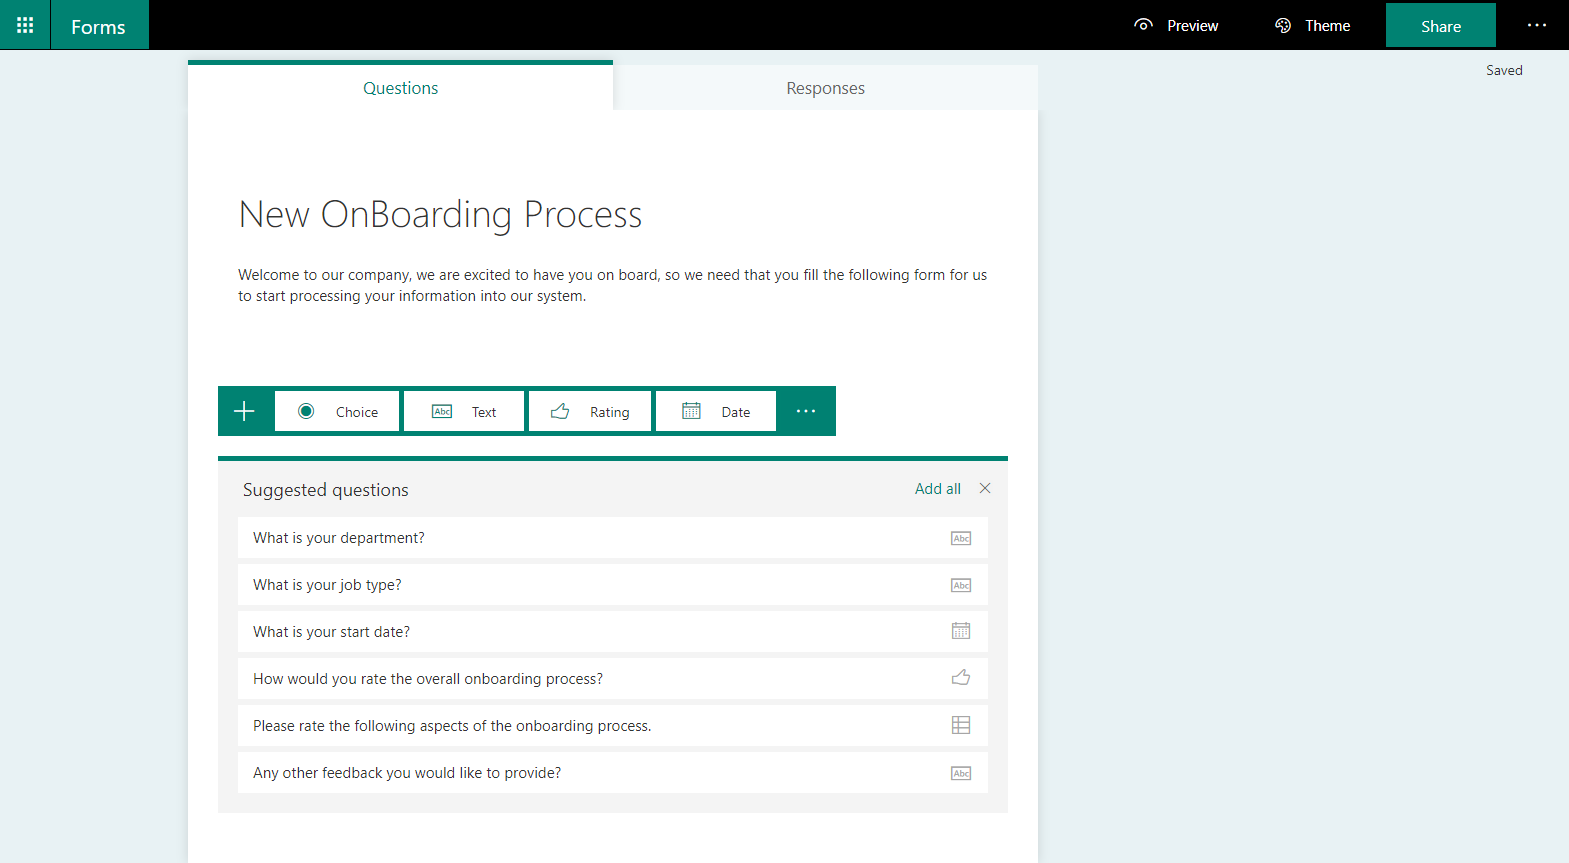 Forms
Preview
Theme
Share
Saved
Questions
Responses
New OnBoarding Process
Welcome to our company, we are excited to have you on board, so we need that you fill the following form for us
to start processing your information into our system.
Choice
Abc
Text
Rating
Date
Suggested questions
Add all
What is your department?
Abc
What is your job type?
Abc
What is your start date?
How would you rate the overall onboarding process?
Please rate the following aspects of the onboarding process.
Any other feedback you would like to provide?
Abc